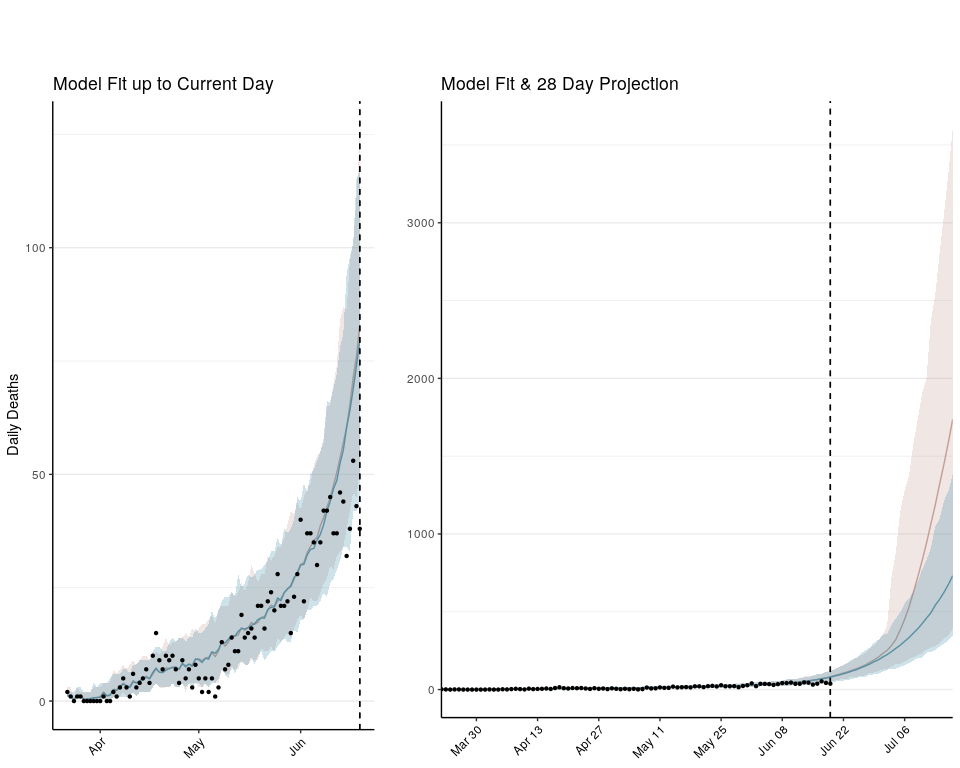 Model Fit up to Current Day
Daily Deaths
100
50
0
Apr
May
Jun
Model Fit & 28 Day Projection
3000
2000
1000
0
Mar 30
Apr 13
Apr 27
May 11
May 25
Jun 08
Jun 22
Jul 06